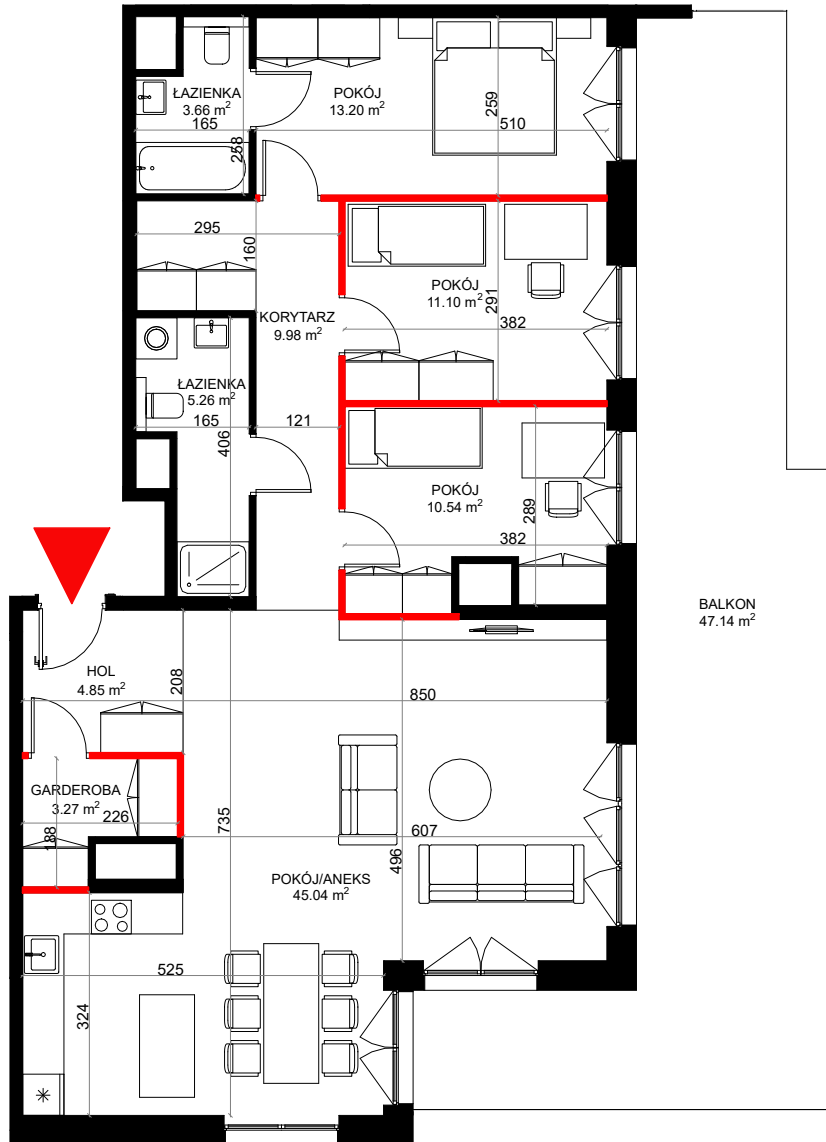 ŁAZIENKA
3.66 m²
165
258
POKÓJ
13.20 m²
259
510
295
160
POKÓJ
11.10 m²
291
382
KORYTARZ
9.98 m²
ŁAZIENKA
5.26 m²
165
406
121
POKÓJ
10.54 m²
289
382
BALKON
47.14 m²
HOL
4.85 m²
208
850
GARDEROBA
3.27 m²
226
188
735
607
496
POKÓJ/ANEKS
45.04 m²
525
324